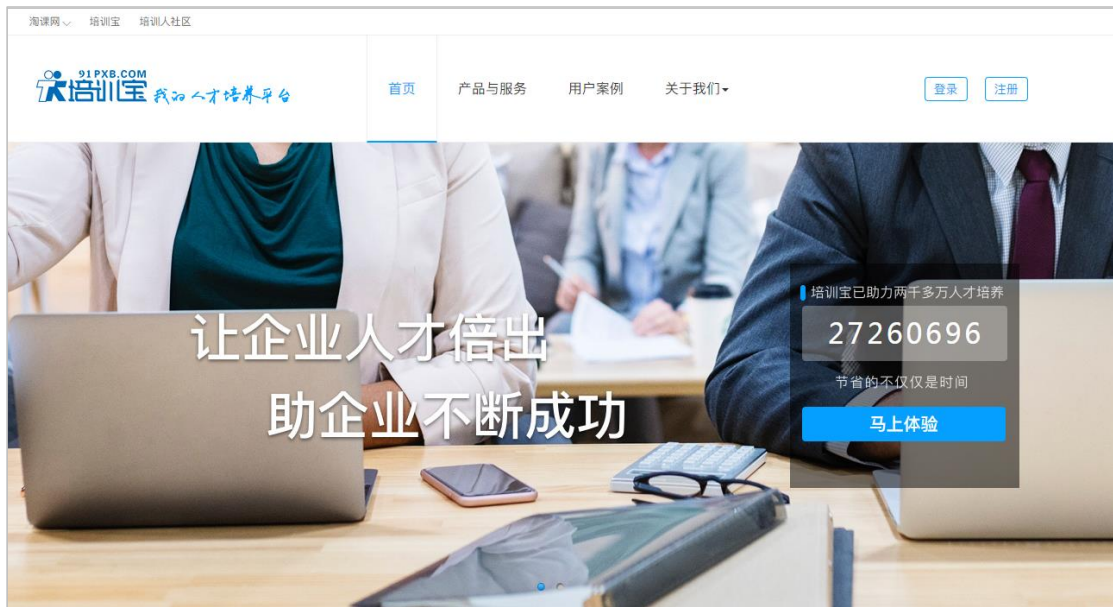 淘课网
培训宝
培训人社区
91PXB.COM
培训宝
我的人才培养平台
首页
产品与服务
用户案例
关于我们
登录
注册
让企业人才倍出
助企业不断成功
培训宝已助力两千多万人才培养
27260696
节省的不仅仅是时间
马上体验